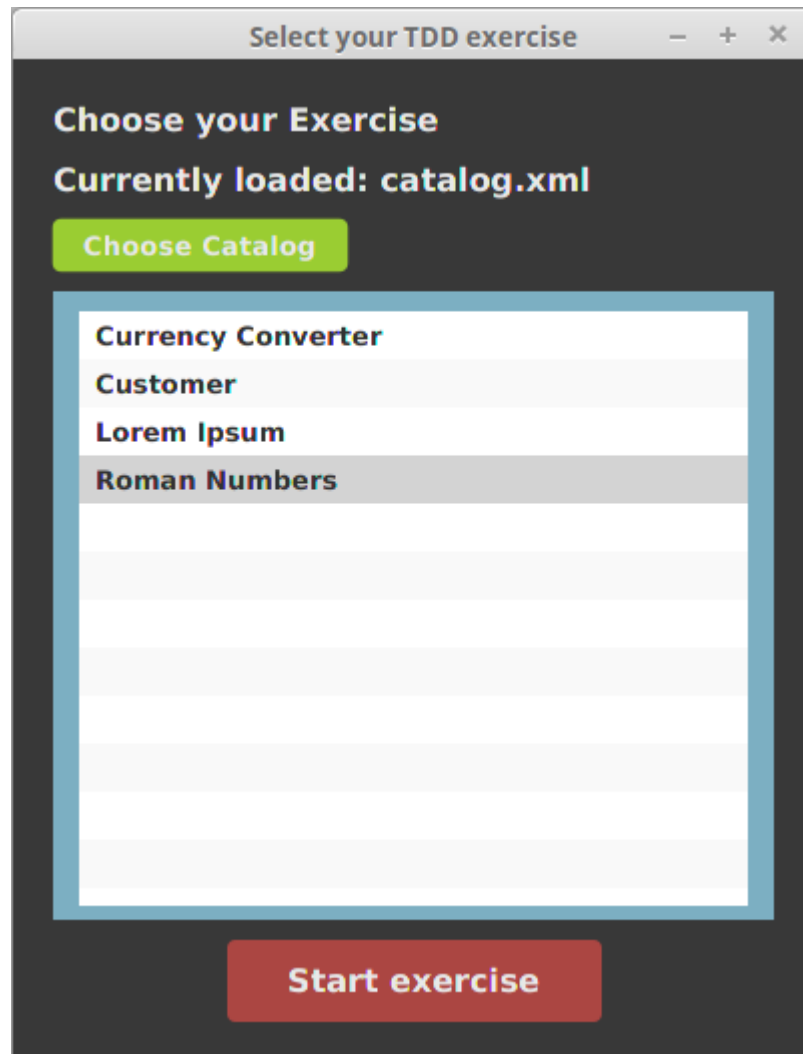 Select your TDD exercise
Choose your Exercise
Currently loaded: catalog.xml
Choose Catalog
Currency Converter
Customer
Lorem Ipsum
Roman Numbers
Start exercise